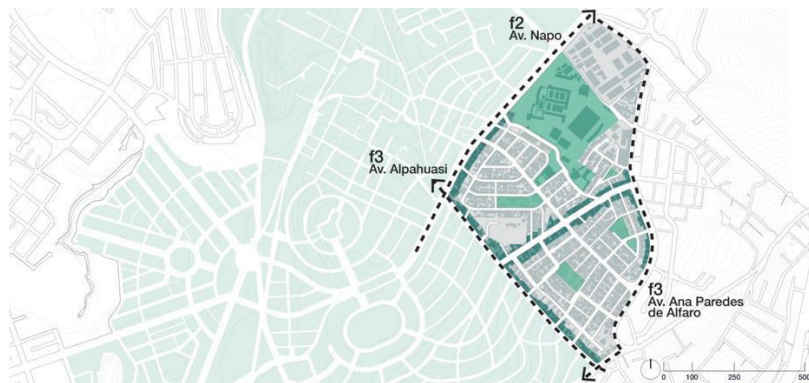 f2
Av. Napo
f3
Av. Alpahuasi
f3
Av. Ana Paredes
de Alfaro
0 100 250 500